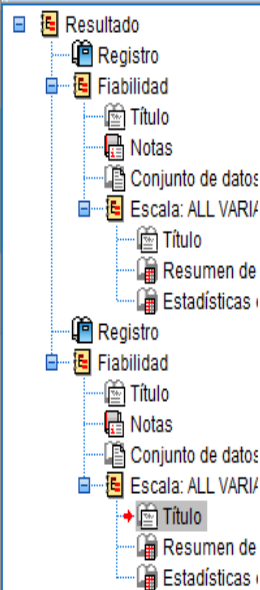 Resultado
Registro
Fiabilidad
Título
Notas
Conjunto de datos
Escala: ALL VARIA
Título
Resumen de
Estadísticas
Registro
Fiabilidad
Título
Notas
Conjunto de datos
Escala: ALL VARIA
Título
Resumen de
Estadísticas